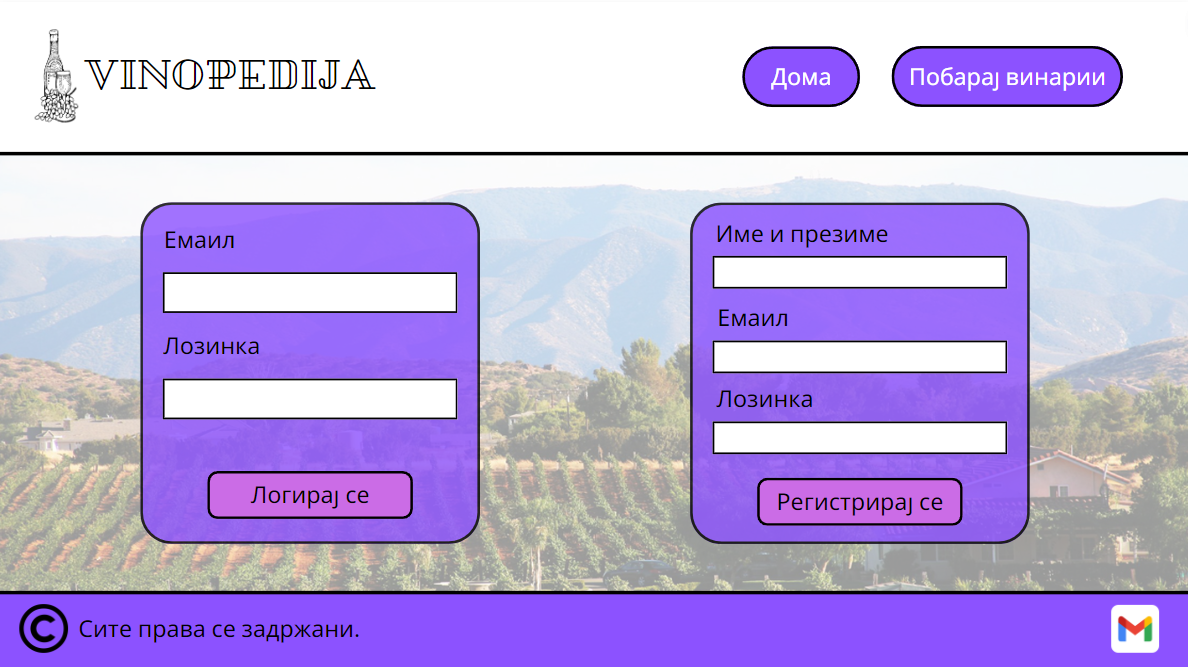 VINOPEDIJA
Дома
Побарај винарии
Емаил
Лозинка
Логирај се
Име и презиме
Емаил
Лозинка
Регистрирај се
© Сите права се задржани.